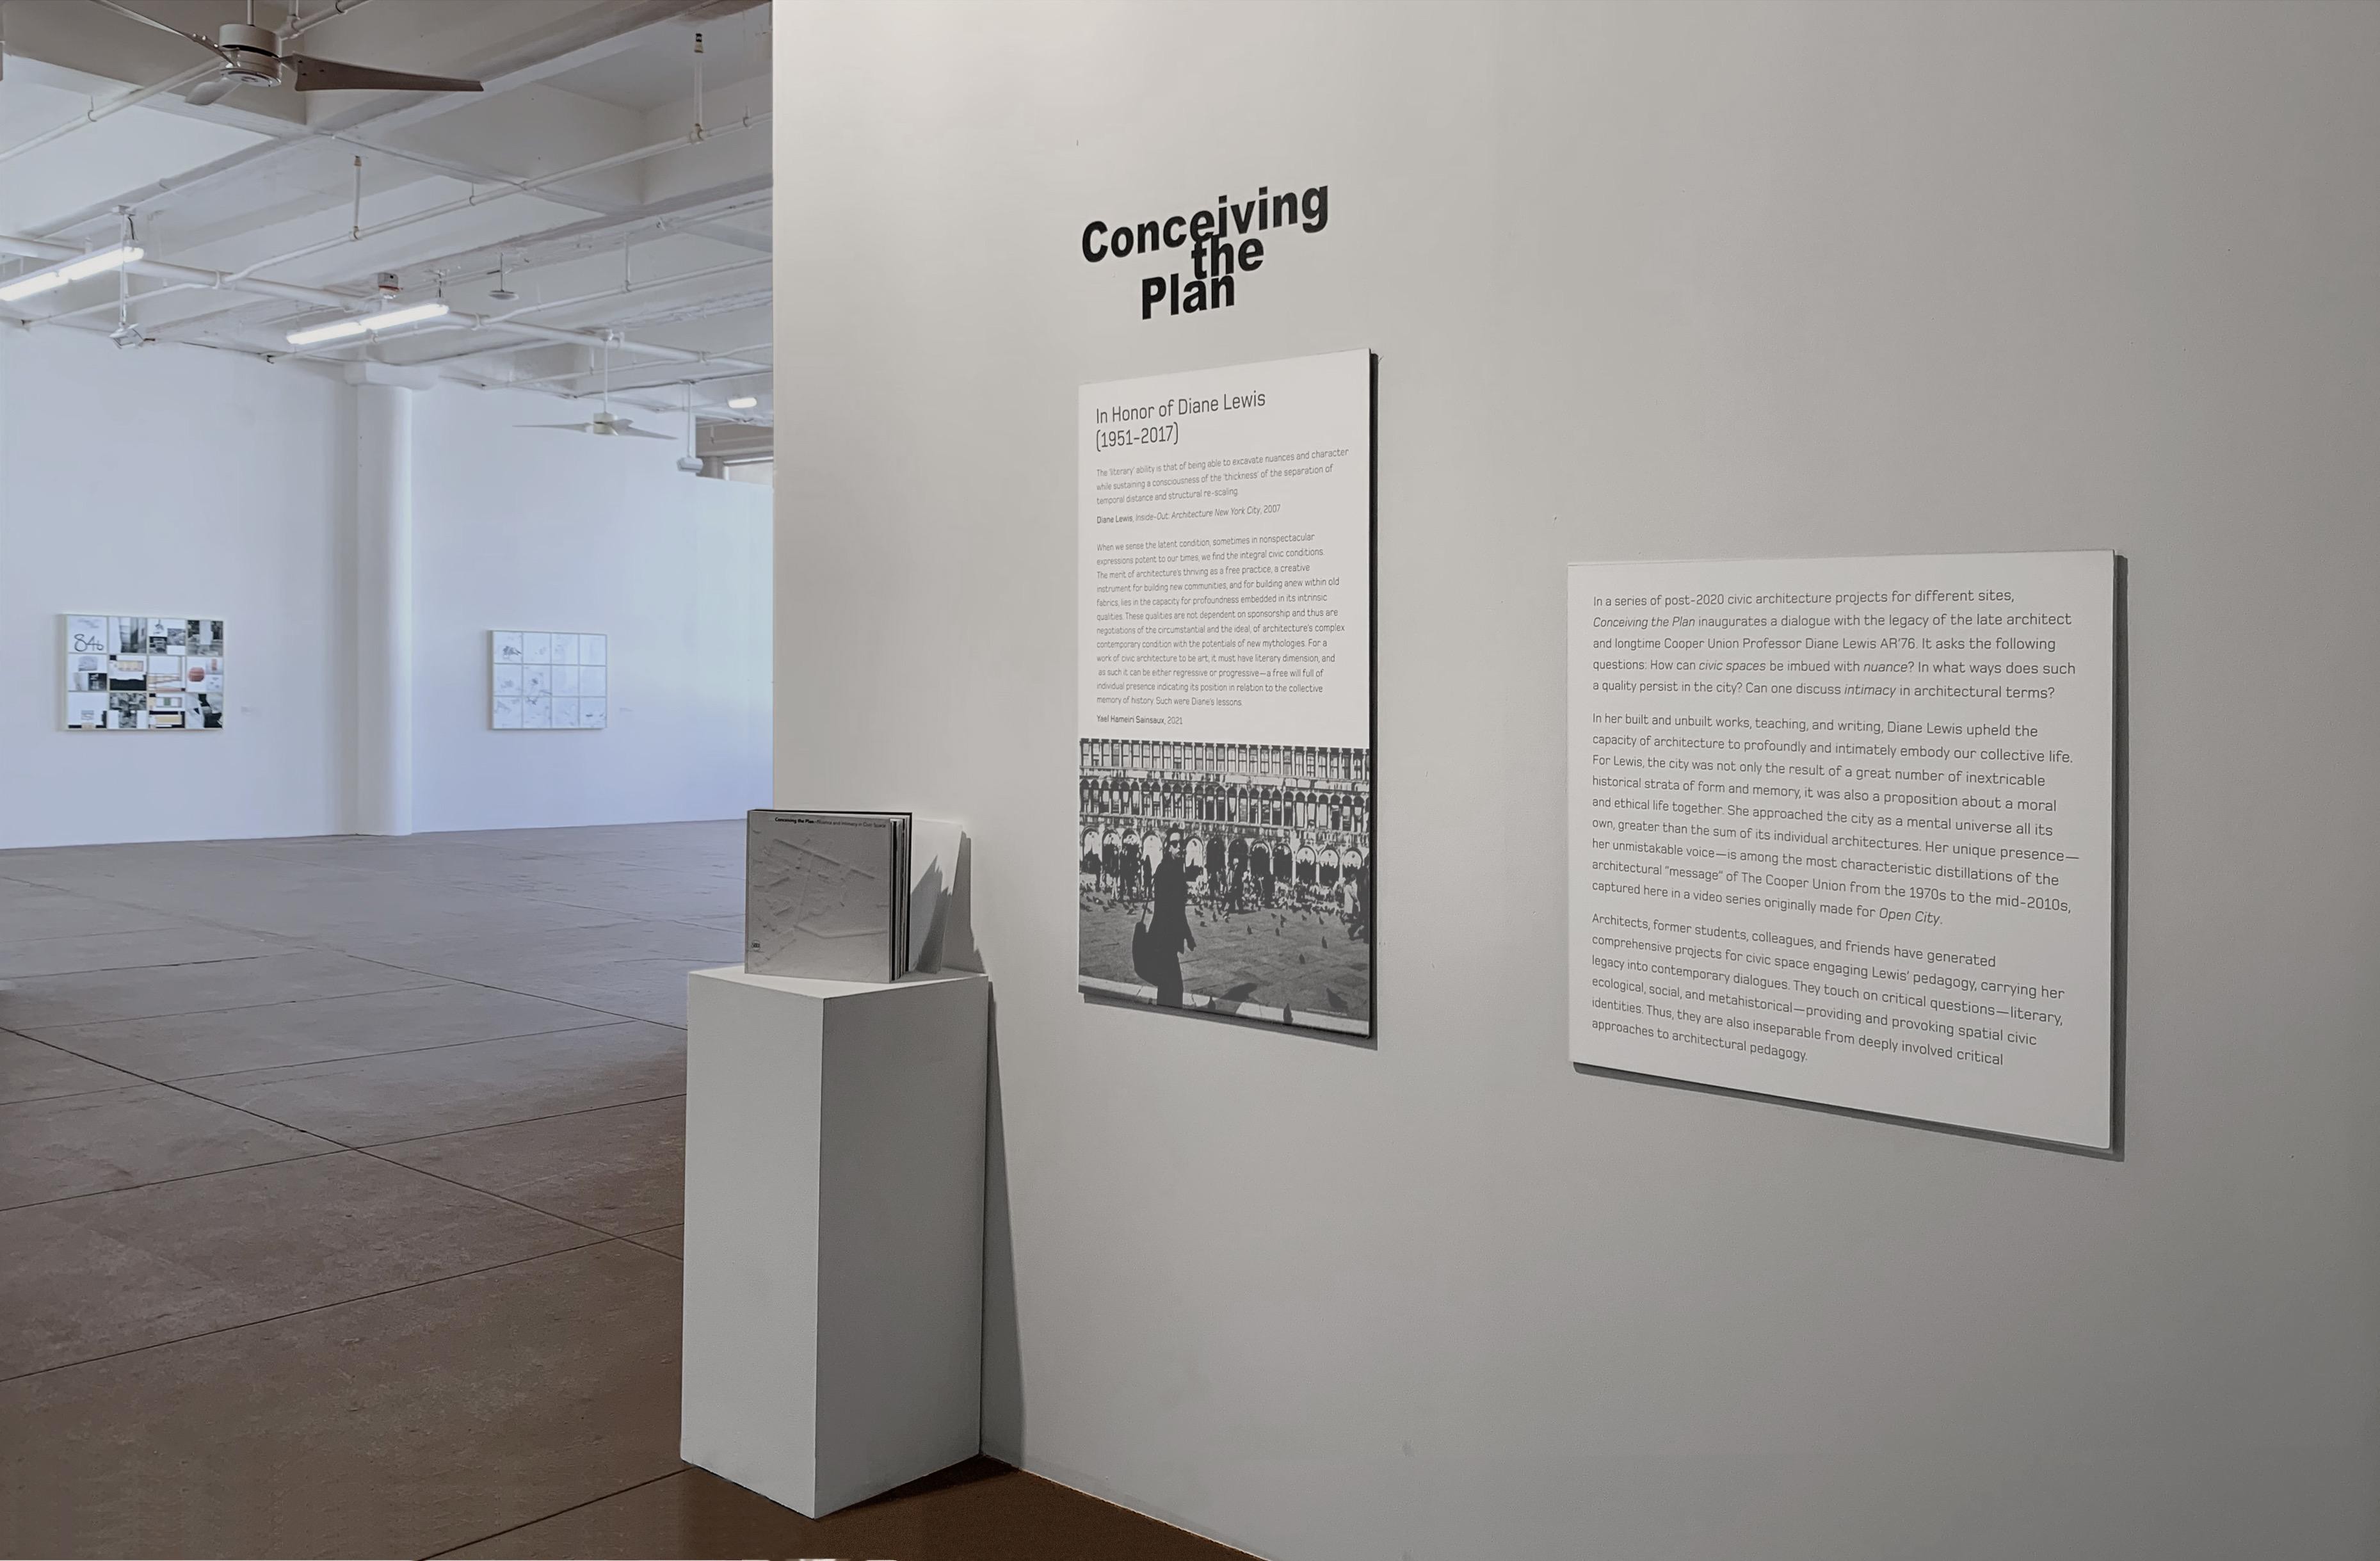 Conceiving
the
Plan
In Honor of Diane Lewis
(1951-2017)
The 'literary' ability is that of being able to excavate nuances and character
while sustaining a consciousness of the 'thickness' of the separation of
temporal distance and structural re-scaling.
Diane Lewis, Inside-Out: Architecture New York City, 2007
When we sense the latent condition, sometimes in nonspectacular
expressions potent to our times, we find the integral civic conditions.
The merit of architecture's thriving as a free practice, a creative
instrument for building new communities, and for building anew within old
fabrics, lies in the capacity for profoundness embedded in its intrinsic
qualities. These qualities are not dependent on sponsorship and thus are
negotiations of the circumstantial and the ideal, of architecture's complex
contemporary condition with the potentials of new mythologies. For a
work of civic architecture to be art, it must have literary dimension, and
as such it can be either regressive or progressive—a free will full of
individual presence indicating its position in relation to the collective
memory of history. Such were Diane's lessons.
Yael Hameiri Sainsaux, 2021
In a series of post-2020 civic architecture projects for different sites,
Conceiving the Plan inaugurates a dialogue with the legacy of the late architect
and longtime Cooper Union Professor Diane Lewis AR'76. It asks the following
questions: How can civic spaces be imbued with nuance? In what ways does such
a quality persist in the city? Can one discuss intimacy in architectural terms?
In her built and unbuilt works, teaching, and writing, Diane Lewis upheld the
capacity of architecture to profoundly and intimately embody our collective life.
For Lewis, the city was not only the result of a great number of inextricable
historical strata of form and memory, it was also a proposition about a moral
and ethical life together. She approached the city as a mental universe all its
own, greater than the sum of its individual architectures. Her unique presence—
her unmistakable voice—is among the most characteristic distillations of the
architectural "message" of The Cooper Union from the 1970s to the mid-2010s,
captured here in a video series originally made for Open City.
Architects, former students, colleagues, and friends have generated
comprehensive projects for civic space engaging Lewis' pedagogy, carrying her
legacy into contemporary dialogues. They touch on critical questions—literary,
ecological, social, and metahistorical—providing and provoking spatial civic
identities. Thus, they are also inseparable from deeply involved critical
approaches to architectural pedagogy.
Conceiving the Plan: Nuance and Intimacy in Civic Space
846